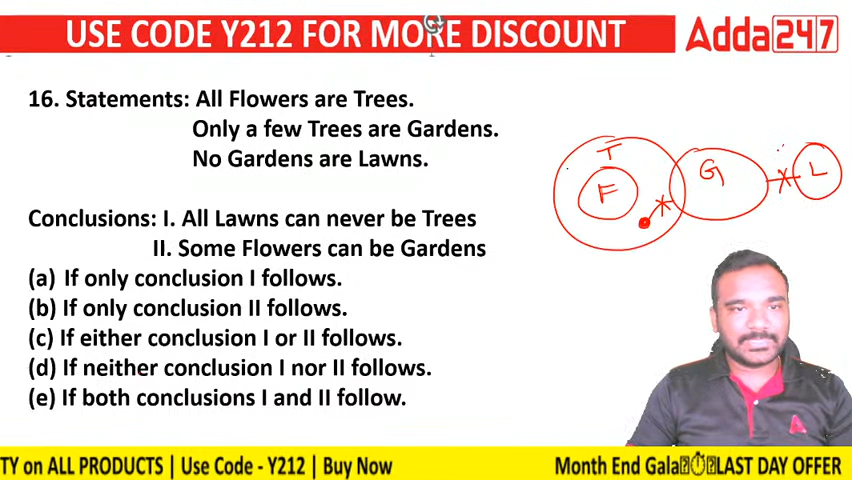 USE CODE Y212 FOR MORE DISCOUNT
Adda247
16. Statements: All Flowers are Trees.
Only a few Trees are Gardens.
No Gardens are Lawns.
T
F
G
L
Conclusions: I. All Lawns can never be Trees
II. Some Flowers can be Gardens
(a) If only conclusion I follows.
(b) If only conclusion II follows.
(c) If either conclusion I or II follows.
(d) If neither conclusion I nor II follows.
(e) If both conclusions I and II follow.
TY on ALL PRODUCTS | Use Code - Y212 | Buy Now
Month End Gala⏱LAST DAY OFFER